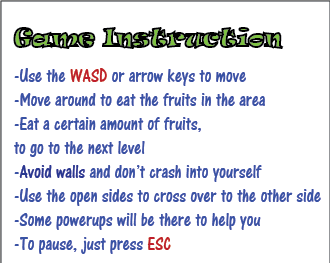 Game Instruction
-Use the WASD or arrow keys to move
-Move around to eat the fruits in the area
-Eat a certain amount of fruits,
to go to the next level
-Avoid walls and don't crash into yourself
-Use the open sides to cross over to the other side
-Some powerups will be there to help you
-To pause, just press ESC